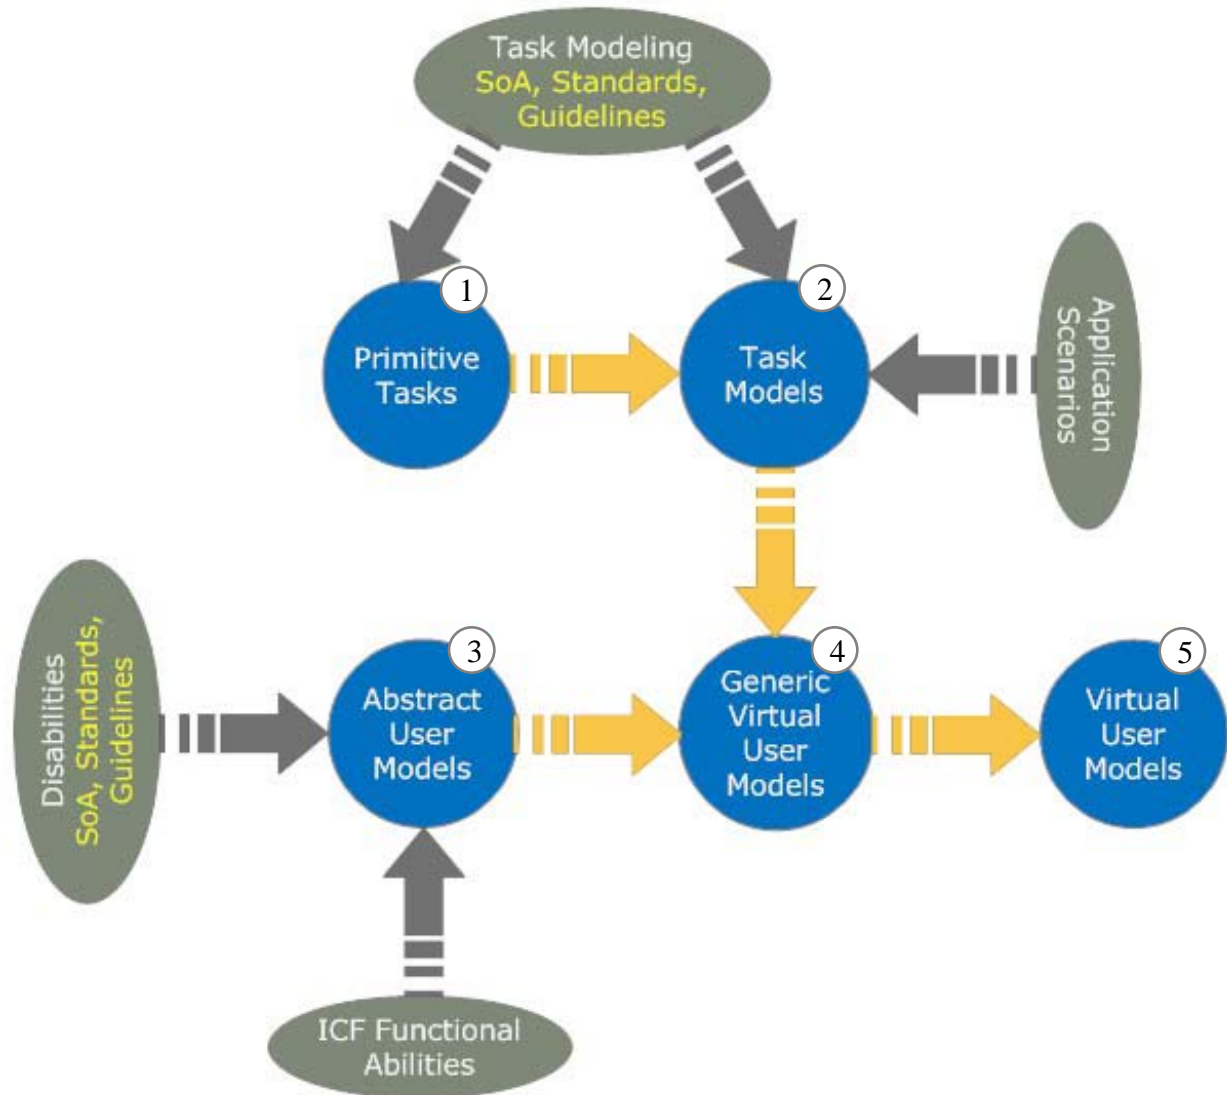 Task Modeling
SoA, Standards,
Guidelines
1
Primitive
Tasks
2
Task
Models
Application
Scenarios
Disabilities
SoA, Standards,
Guidelines
3
Abstract
User
Models
4
Generic
Virtual
User
Models
5
Virtual
User
Models
ICF Functional
Abilities